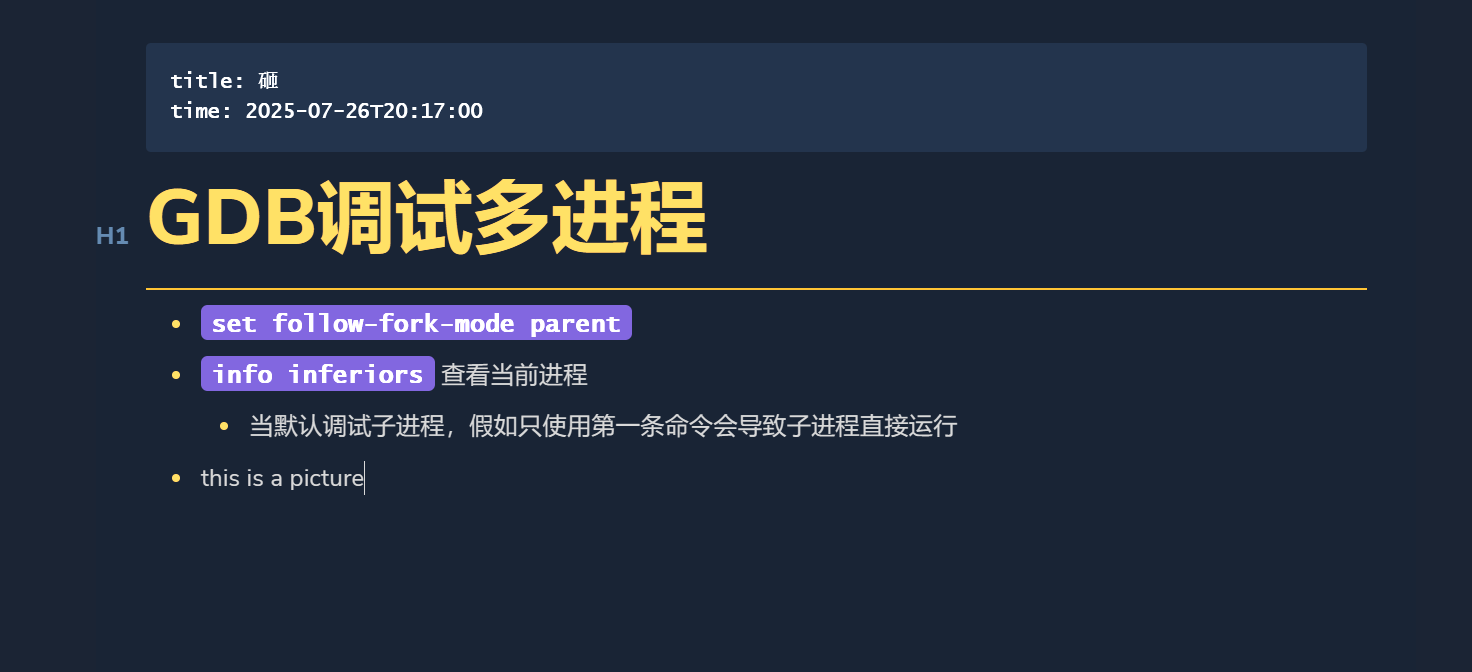 title: 砸
time: 2025-07-26T20:17:00
H1 GDB调试多进程
set follow-fork-mode parent
info inferiors 查看当前进程
当默认调试子进程，假如只使用第一条命令会导致子进程直接运行
this is a picture